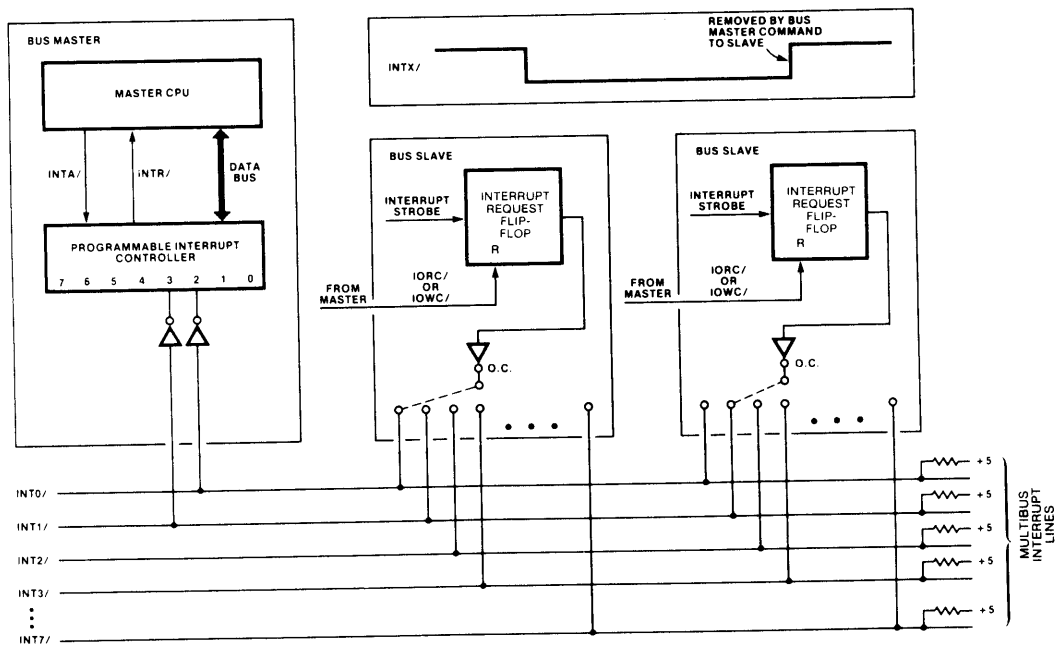 BUS MASTER
MASTER CPU
INTA/
INTR/
DATA
BUS
PROGRAMMABLE INTERRUPT
CONTROLLER
7 6 5 4 3 2 1 0
INTX/
REMOVED BY BUS
MASTER COMMAND
TO SLAVE
BUS SLAVE
INTERRUPT
STROBE
INTERRUPT
REQUEST
FLIP-
FLOP
R
FROM
MASTER
IORC/
OR
IOWC/
O.C.
BUS SLAVE
INTERRUPT
STROBE
INTERRUPT
REQUEST
FLIP-
FLOP
R
FROM
MASTER
IORC/
OR
IOWC/
O.C.
INT0/
INT1/
INT2/
INT3/
INT7/
+5
+5
+5
+5
+5
MULTIBUS
INTERRUPT
LINES